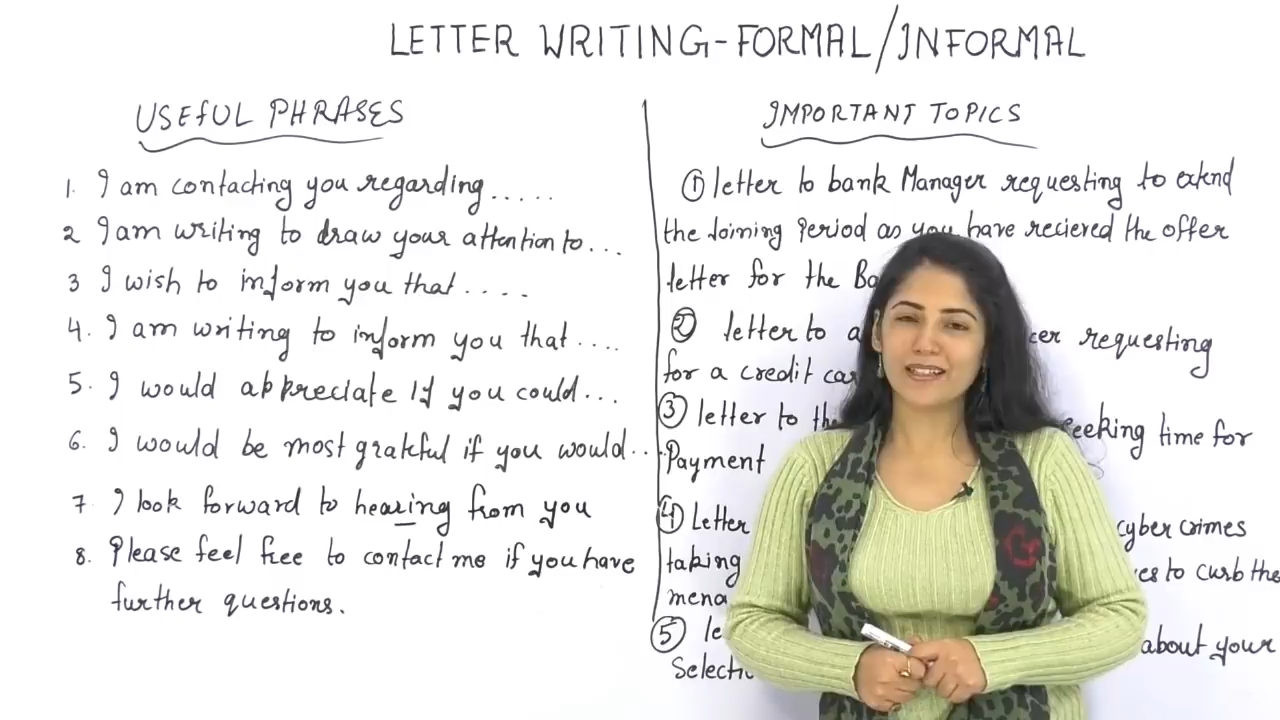 LETTER WRITING-FORMAL/INFORMAL
USEFUL PHRASES
1. I am contacting you regarding.....
2 I am writing to draw your attention to...
3 I wish to inform you that....
4. I am writing to inform you that....
5. I would appreciate If you could...
6. I would be most grateful if you would...
7 I look forward to hearing from you
8. Please feel free to contact me if you have
further questions.
IMPORTANT TOPICS
① letter to bank Manager requesting to extend
the Joining Period as you have recieved the offer
letter for the
② letter to requesting
for a credit
③ letter to seeking time for
Payment
④ Letter cyber crimes
taking to curb the
⑤ about your